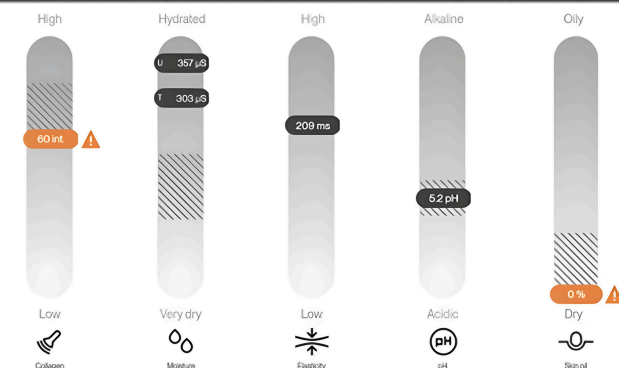 High
Hydrated
High
Alkaline
Oily
U 357 µS
T 303 µS
60 int.
209 ms
5.2 pH
0 %
Low
Very dry
Low
Acidic
Dry
pH
Collagen
Moisture
Elasticity
pH
Skin oil